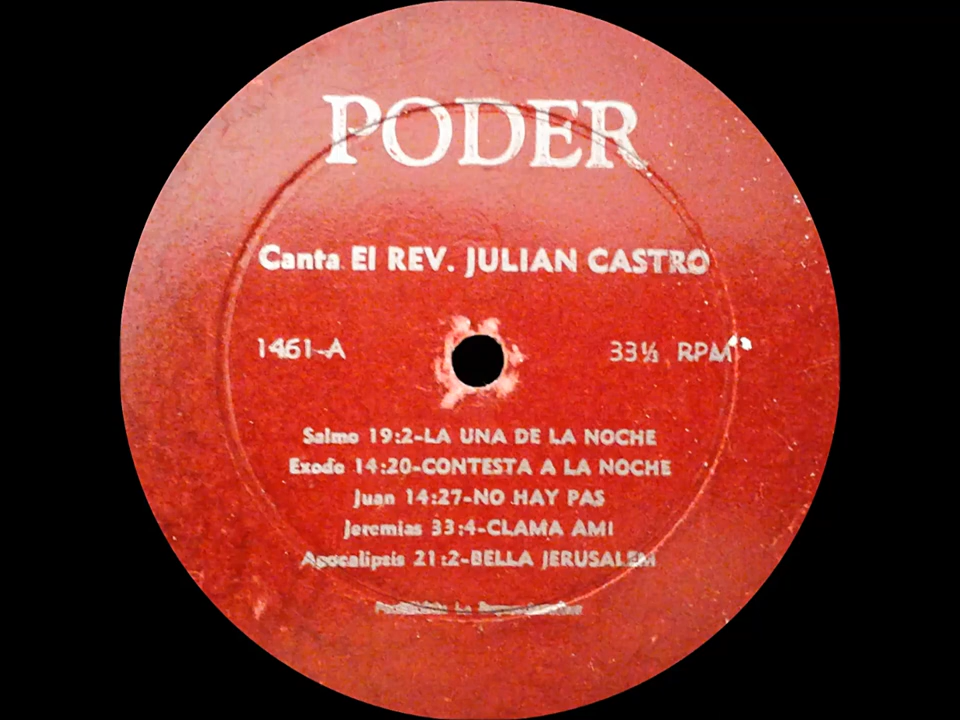 PODER
Canta El REV. JULIAN CASTRO
1461-A
33⅓ RPM
Salmo 19:2-LA UNA DE LA NOCHE
Exodo 14:20-CONTESTA A LA NOCHE
Juan 14:27-NO HAY PAS
Jeremias 33:4-CLAMA AMI
Apocalipsis 21:2-BELLA JERUSALEM
La